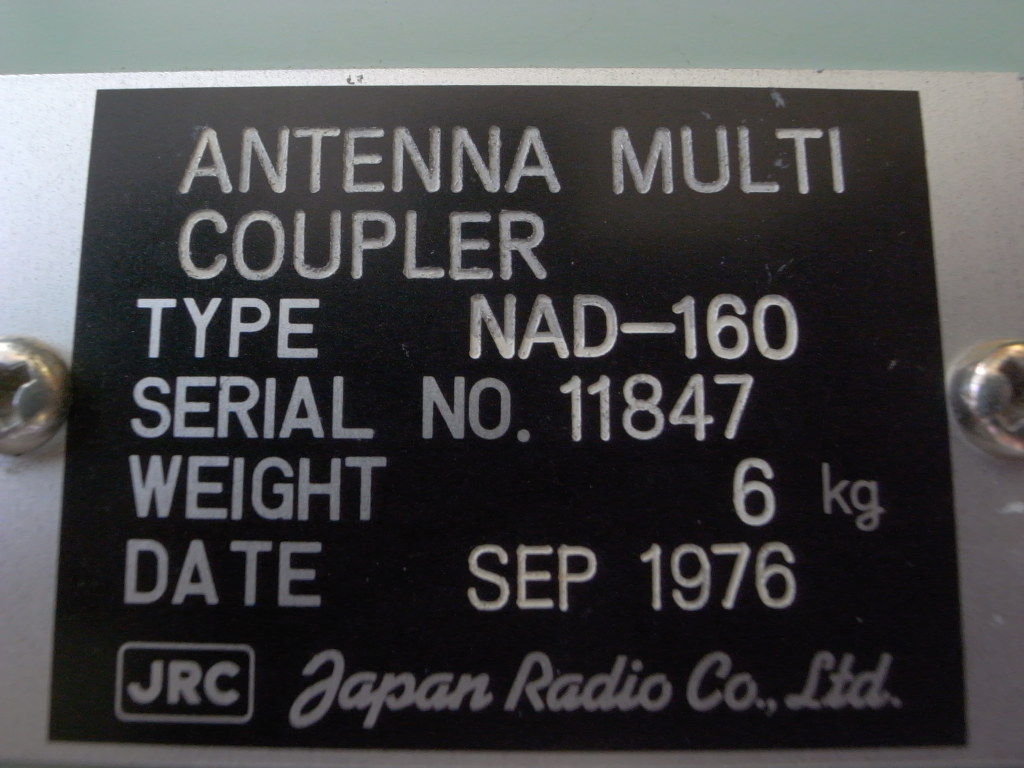 ANTENNA MULTI
COUPLER
TYPE NAD-160
SERIAL NO. 11847
WEIGHT 6 kg
DATE SEP 1976
JRC Japan Radio Co., Ltd.